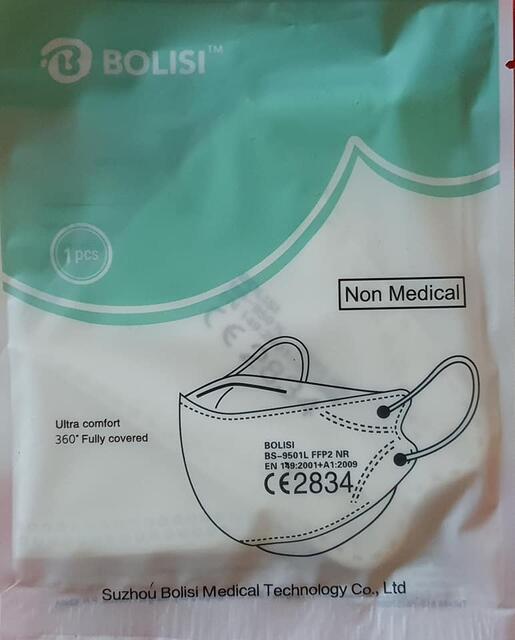 BOLISI™
1pcs
Non Medical
Ultra comfort
360° Fully covered
BOLISI
BS-9501L FFP2 NR
EN 149:2001+A1:2009
CE2834
Suzhou Bolisi Medical Technology Co., Ltd